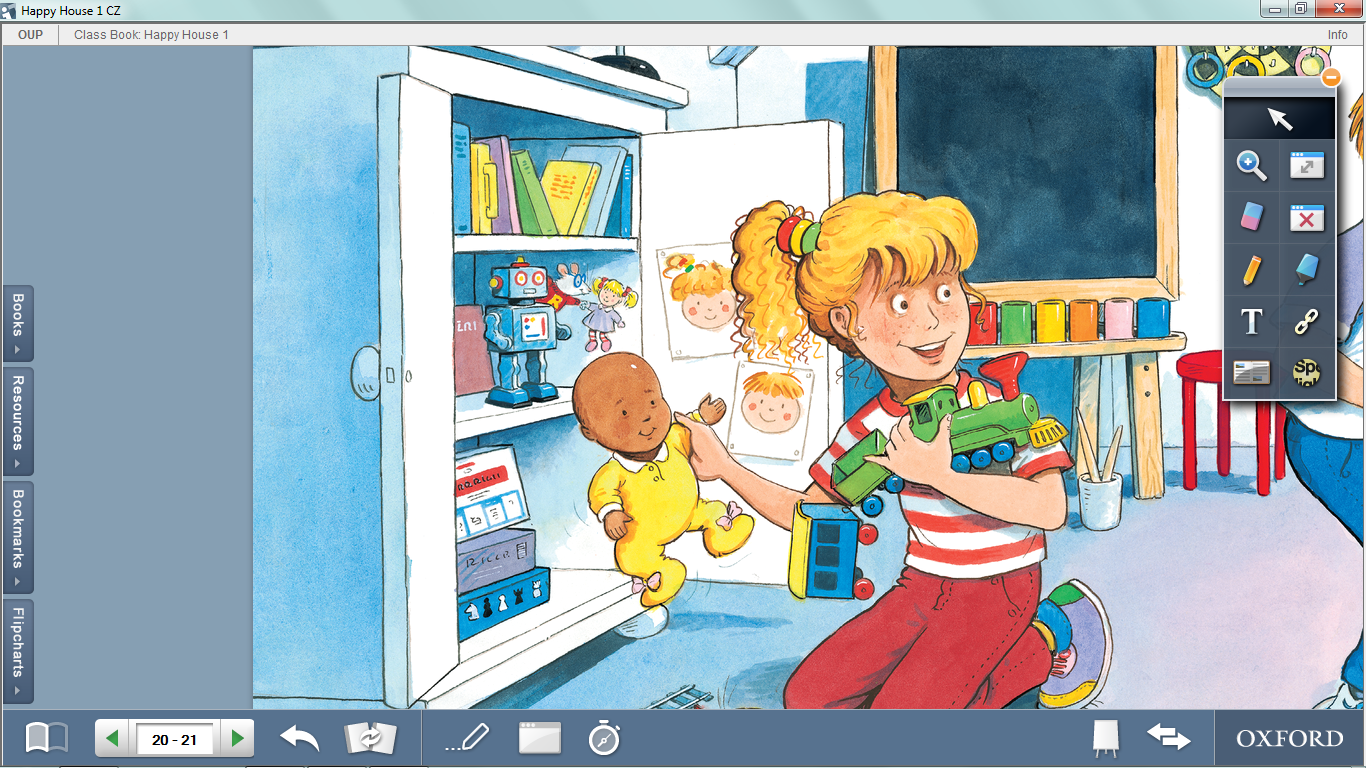 Happy House 1 CZ
OUP
Class Book: Happy House 1
Info
Books
Resources
Bookmarks
Flipcharts
T
20 - 21
OXFORD